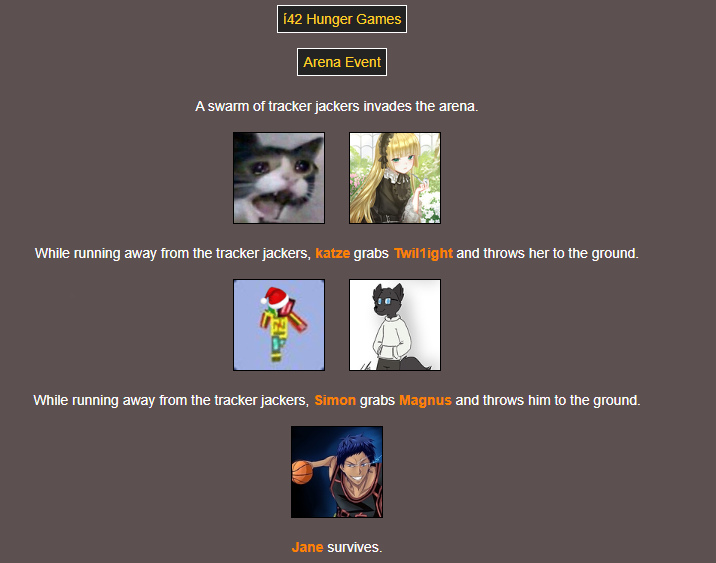 í42 Hunger Games
Arena Event
A swarm of tracker jackers invades the arena.
While running away from the tracker jackers, katze grabs Twil1ight and throws her to the ground.
While running away from the tracker jackers, Simon grabs Magnus and throws him to the ground.
Jane survives.